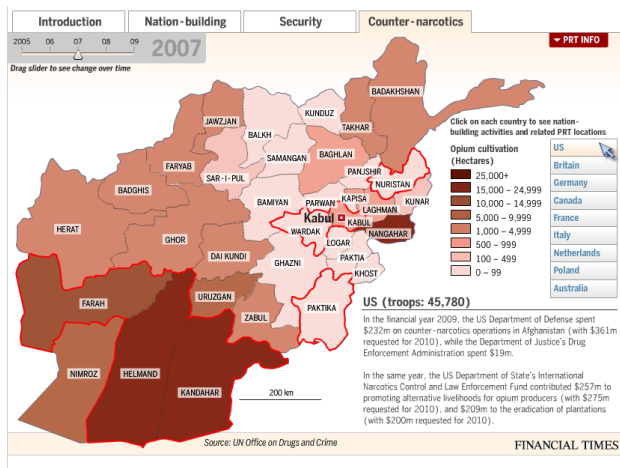 Introduction
Nation-building
Security
Counter-narcotics
2005 06 07 08 09
2007
Drag slider to see change over time
PRT INFO
BADAKHSHAN
KUNDUZ
JAWZJAN
TAKHAR
BALKH
Click on each country to see nation-
building activities and related PRT locations
SAMANGAN
BAGHLAN
FARYAB
PANJSHIR
SAR-I-PUL
NURISTAN
BADGHIS
BAMIYAN
PARWAN
KAPISA
KUNAR
LAGHMAN
Kabul
KABUL
HERAT
WARDAK
NANGAHAR
GHOR
LOGAR
DAI KUNDI
PAKTIA
GHAZNI
KHOST
URUZGAN
FARAH
PAKTIKA
ZABUL
NIMROZ
HELMAND
KANDAHAR
200 km
Opium cultivation
(Hectares)
25,000+
15,000 – 24,999
10,000 – 14,999
5,000 – 9,999
1,000 – 4,999
500 – 999
100 – 499
0 – 99
US
Britain
Germany
Canada
France
Italy
Netherlands
Poland
Australia
US (troops: 45,780)
In the financial year 2009, the US Department of Defense spent
$232m on counter-narcotics operations in Afghanistan (with $361m
requested for 2010), while the Department of Justice's Drug
Enforcement Administration spent $19m.
In the same year, the US Department of State's International
Narcotics Control and Law Enforcement Fund contributed $257m to
promoting alternative livelihoods for opium producers (with $275m
requested for 2010), and $209m to the eradication of plantations
(with $200m requested for 2010).
Source: UN Office on Drugs and Crime
FINANCIAL TIMES